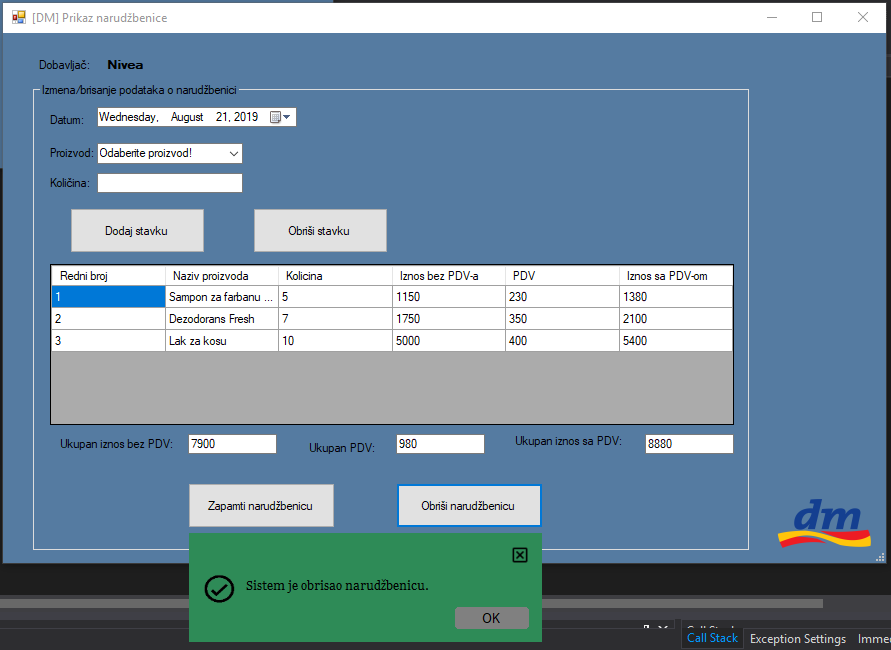 [DM] Prikaz narudžbenice
Dobavljač: Nivea
Izmena/brisanje podataka o narudžbenici
Datum: Wednesday, August 21, 2019
Proizvod: Odaberite proizvod!
Količina:
Dodaj stavku Obriši stavku
Redni broj Naziv proizvoda Kolicina Iznos bez PDV-a PDV Iznos sa PDV-om
1 Sampon za farbanu ... 5 1150 230 1380
2 Dezodorans Fresh 7 1750 350 2100
3 Lak za kosu 10 5000 400 5400
Ukupan iznos bez PDV: 7900 Ukupan PDV: 980 Ukupan iznos sa PDV: 8880
Zapamti narudžbenicu Obriši narudžbenicu
dm
Sistem je obrisao narudžbenicu.
OK
Call Stack
Call Stack Exception Settings Imme